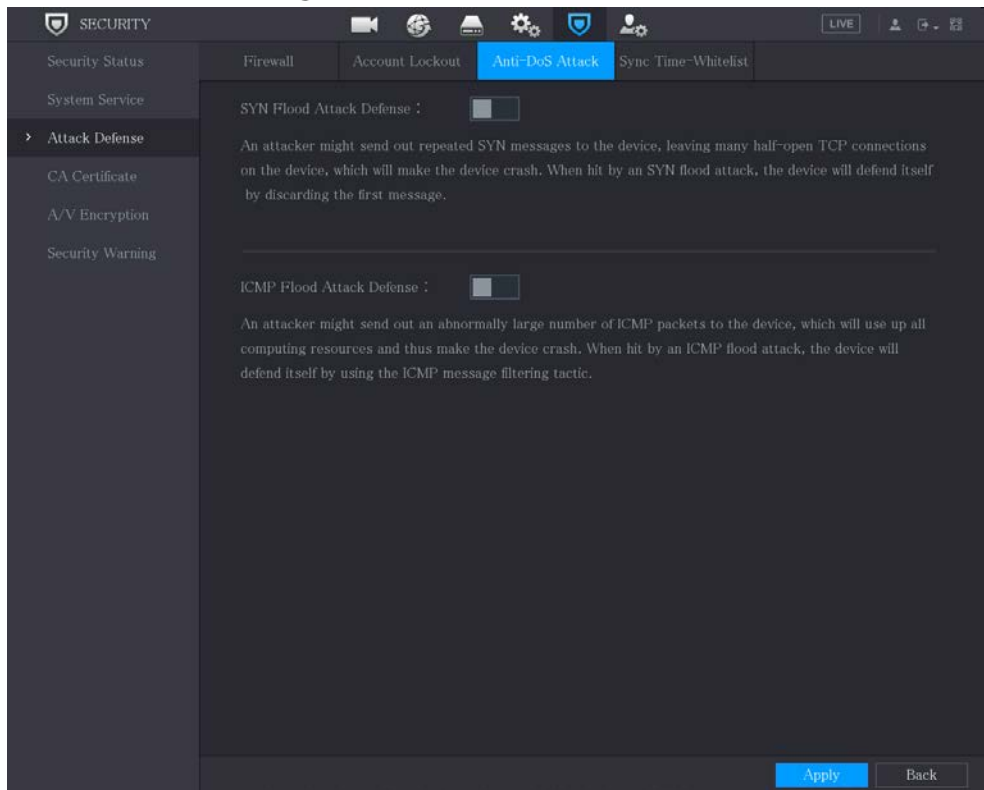 SECURITY
LIVE
Security Status
System Service
Attack Defense
CA Certificate
A/V Encryption
Security Warning
Firewall Account Lockout Anti-DoS Attack Sync Time-Whitelist
SYN Flood Attack Defense :
An attacker might send out repeated SYN messages to the device, leaving many half-open TCP connections
on the device, which will make the device crash. When hit by an SYN flood attack, the device will defend itself
by discarding the first message.
ICMP Flood Attack Defense :
An attacker might send out an abnormally large number of ICMP packets to the device, which will use up all
computing resources and thus make the device crash. When hit by an ICMP flood attack, the device will
defend itself by using the ICMP message filtering tactic.
Apply Back